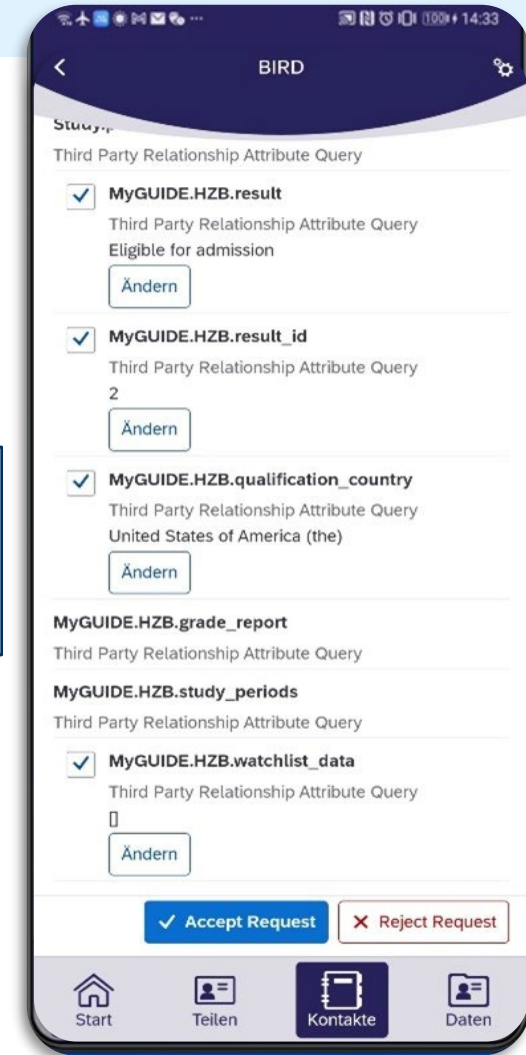 100 14:33
BIRD
Study.
Third Party Relationship Attribute Query
MyGUIDE.HZB.result
Third Party Relationship Attribute Query
Eligible for admission
Ändern
MyGUIDE.HZB.result_id
Third Party Relationship Attribute Query
2
Ändern
MyGUIDE.HZB.qualification_country
Third Party Relationship Attribute Query
United States of America (the)
Ändern
MyGUIDE.HZB.grade_report
Third Party Relationship Attribute Query
MyGUIDE.HZB.study_periods
Third Party Relationship Attribute Query
MyGUIDE.HZB.watchlist_data
Third Party Relationship Attribute Query
[]
Ändern
Accept Request Reject Request
Start Teilen Kontakte Daten